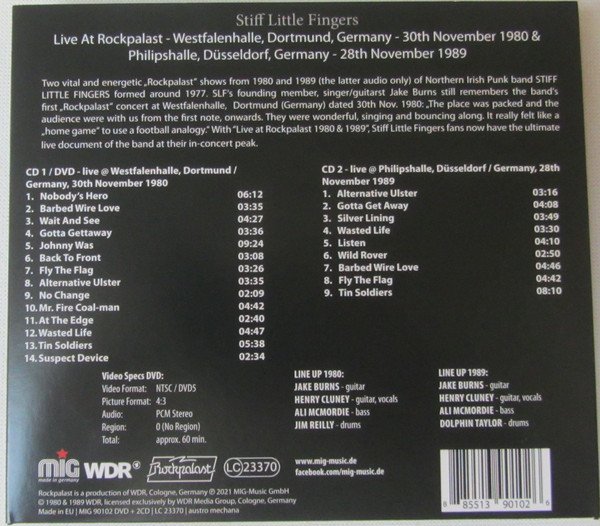 Stiff Little Fingers
Live At Rockpalast - Westfalenhalle, Dortmund, Germany - 30th November 1980 &
Philipshalle, Düsseldorf, Germany - 28th November 1989
Two vital and energetic „Rockpalast“ shows from 1980 and 1989 (the latter audio only) of Northern Irish Punk band STIFF
LITTLE FINGERS formed around 1977. SLF's founding member, singer/guitarst Jake Burns still remembers the band's
first „Rockpalast“ concert at Westfalenhalle, Dortmund (Germany) dated 30th Nov. 1980: „The place was packed and the
audience were with us from the first note, onwards. They were wonderful, singing and bouncing along. It really felt like a
„home game“ to use a football analogy.“ With “Live at Rockpalast 1980 & 1989”, Stiff Little Fingers fans now have the ultimate
live document of the band at their in-concert peak.
CD 1 / DVD - live @ Westfalenhalle, Dortmund /
Germany, 30th November 1980
1. Nobody's Hero 06:12
2. Barbed Wire Love 03:35
3. Wait And See 04:27
4. Gotta Gettaway 03:36
5. Johnny Was 09:24
6. Back To Front 03:08
7. Fly The Flag 03:26
8. Alternative Ulster 03:35
9. No Change 02:09
10. Mr. Fire Coal-man 04:42
11. At The Edge 02:40
12. Wasted Life 04:47
13. Tin Soldiers 05:38
14. Suspect Device 02:34
CD 2 - live @ Philipshalle, Düsseldorf / Germany, 28th
November 1989
1. Alternative Ulster 03:16
2. Gotta Get Away 04:08
3. Silver Lining 03:49
4. Wasted Life 03:30
5. Listen 04:10
6. Wild Rover 02:50
7. Barbed Wire Love 04:46
8. Fly The Flag 04:42
9. Tin Soldiers 08:10
Video Specs DVD:
Video Format: NTSC / DVD5
Picture Format: 4:3
Audio: PCM Stereo
Region: 0 (No Region)
Total: approx. 60 min.
LINE UP 1980:
JAKE BURNS - guitar
HENRY CLUNEY - guitar, vocals
ALI MCMORDIE - bass
JIM REILLY - drums
LINE UP 1989:
JAKE BURNS - guitar
HENRY CLUNEY - guitar, vocals
ALI MCMORDIE - bass
DOLPHIN TAYLOR - drums
MIG
made in germany
WDR
Rockpalast
LC 23370
www.mig-music.de
facebook.com/mig-music.de
Rockpalast is a production of WDR, Cologne, Germany ℗ 2021 MIG-Music GmbH
© 1980 & 1989 WDR, licensed exclusively by WDR Media Group, Cologne, Germany.
Made in EU | MIG 90102 DVD + 2CD | LC 23370 | austro mechana
8 85513 90102 6